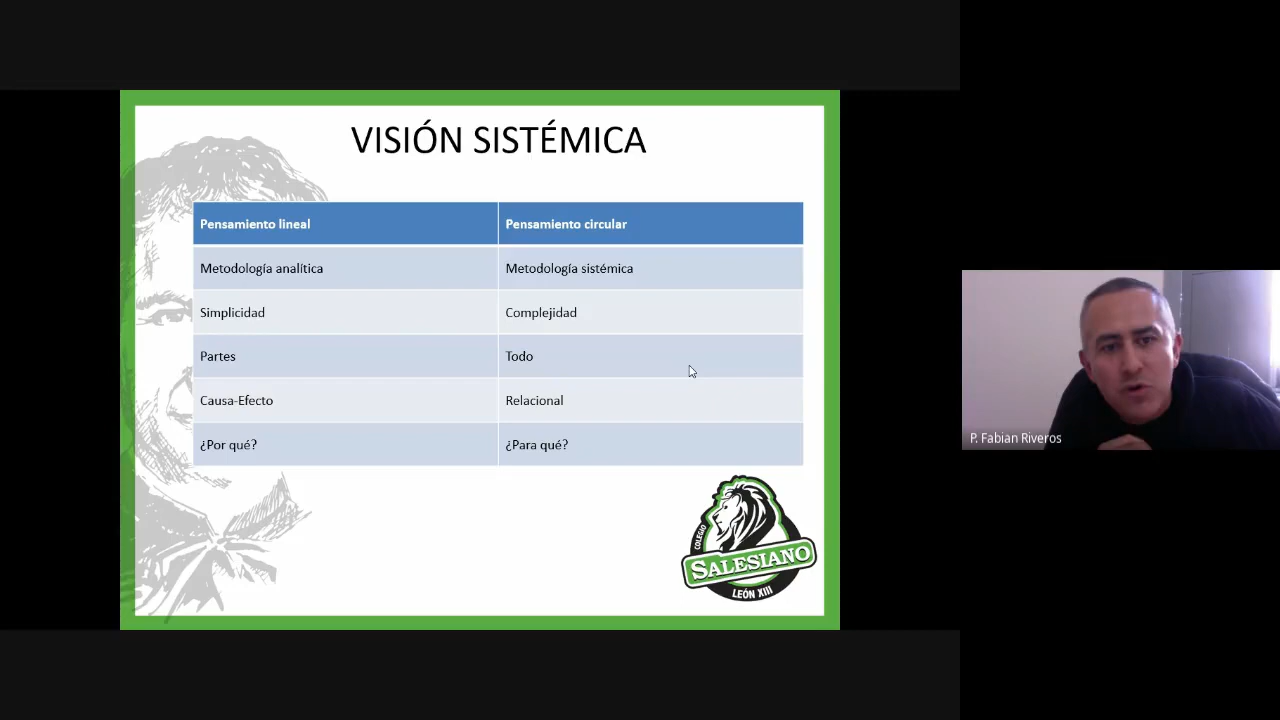 VISIÓN SISTÉMICA
Pensamiento lineal
Pensamiento circular
Metodología analítica
Metodología sistémica
Simplicidad
Complejidad
Partes
Todo
Causa-Efecto
Relacional
¿Por qué?
¿Para qué?
COLEGIO
SALESIANO
LEÓN XIII
P. Fabian Riveros